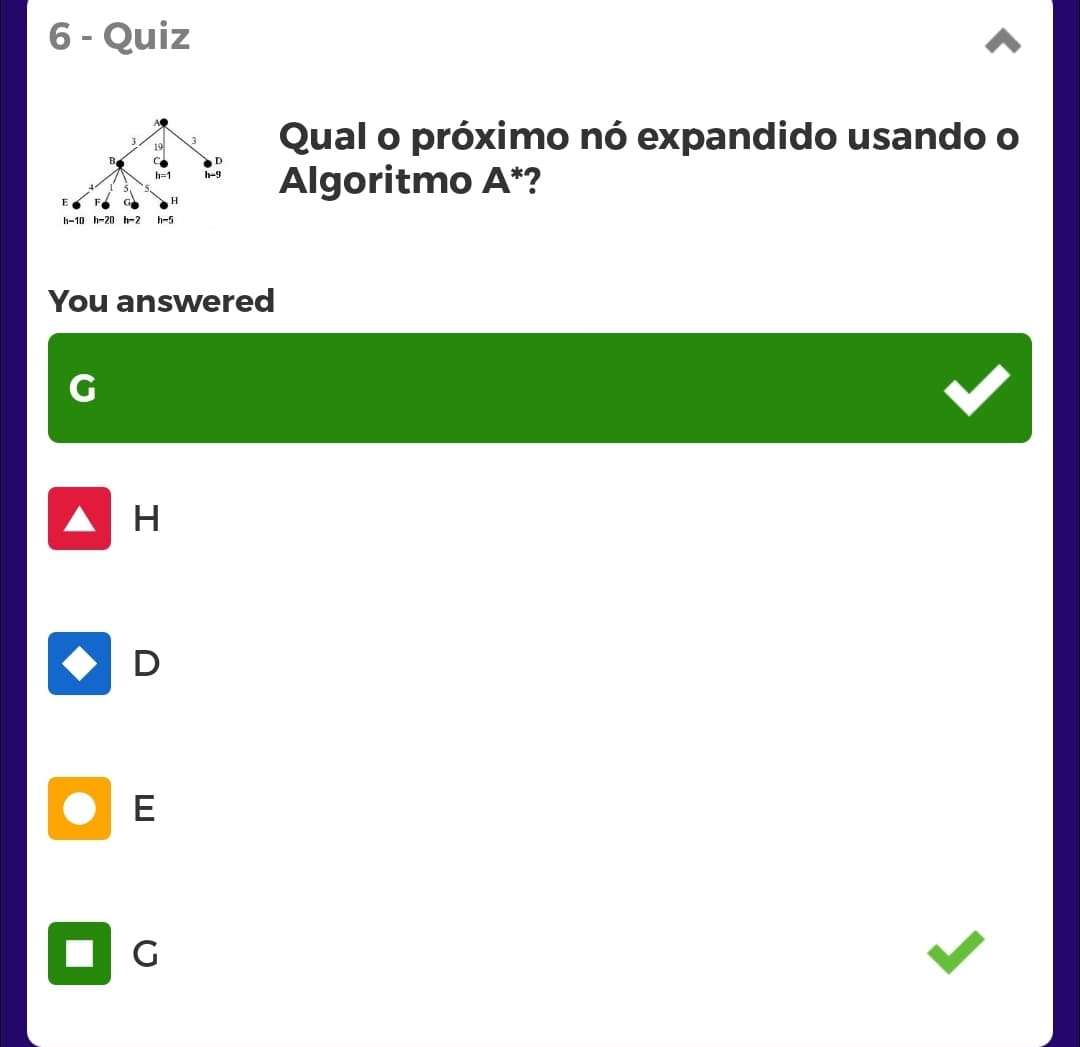 6 - Quiz
A
3 19 3
B C D
h=1 h=9
4 1 5 5
E F G H
h=10 h=20 h=2 h=5
Qual o próximo nó expandido usando o
Algoritmo A*?
You answered
G
H
D
E
G